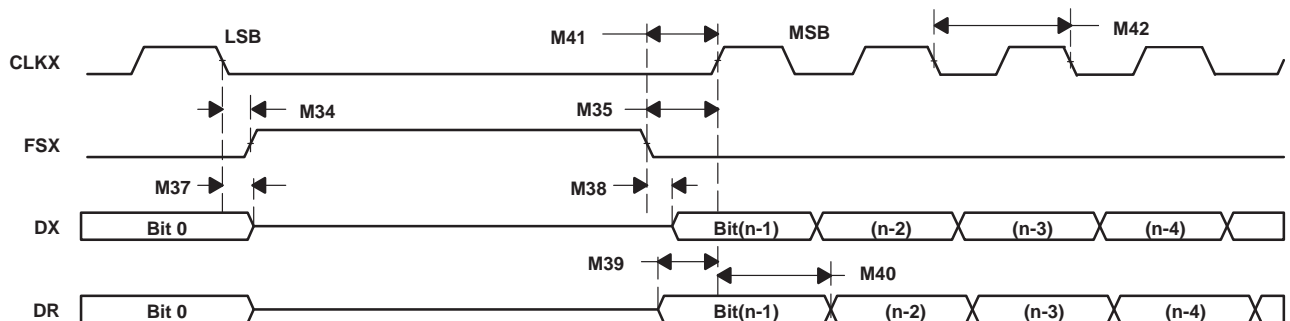 LSB
M41
MSB
M42
CLKX
M34
M35
FSX
M37
M38
DX
Bit 0
Bit(n-1)
(n-2)
(n-3)
(n-4)
M39
M40
DR
Bit 0
Bit(n-1)
(n-2)
(n-3)
(n-4)